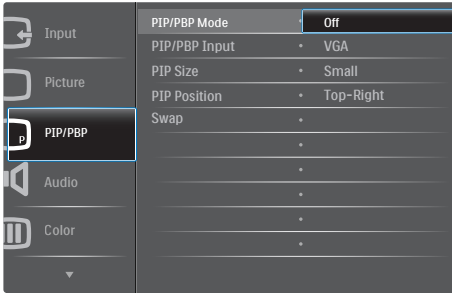 Input
Picture
P
PIP/PBP
Audio
Color
PIP/PBP Mode • Off
PIP/PBP Input • VGA
PIP Size • Small
PIP Position • Top-Right
Swap •